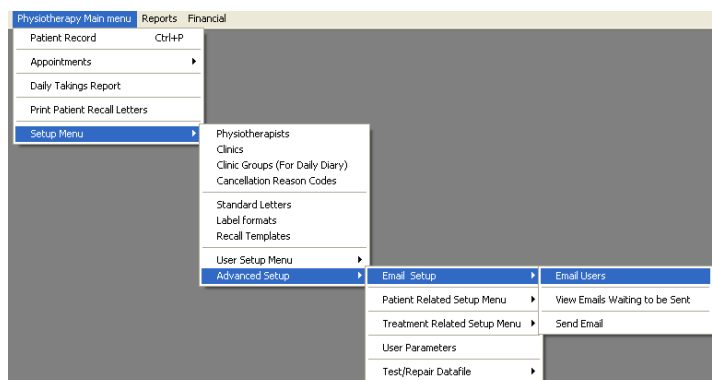 Physiotherapy Main menu Reports Financial
Patient Record Ctrl+P
Appointments
Daily Takings Report
Print Patient Recall Letters
Setup Menu
Physiotherapists
Clinics
Clinic Groups (For Daily Diary)
Cancellation Reason Codes
Standard Letters
Label formats
Recall Templates
User Setup Menu
Advanced Setup
Email Setup
Patient Related Setup Menu
Treatment Related Setup Menu
User Parameters
Test/Repair Datafile
Email Users
View Emails Waiting to be Sent
Send Email